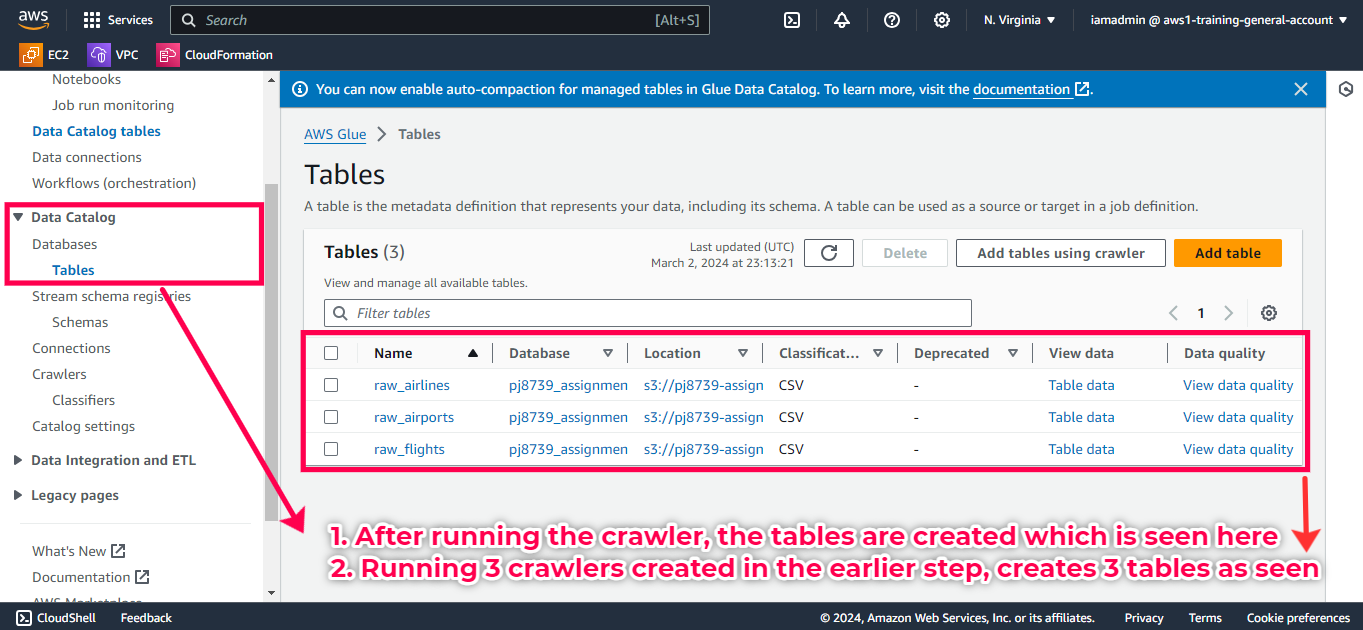 aws
Services
Search [Alt+S]
N. Virginia
iamadmin @ aws1-training-general-account
EC2 VPC CloudFormation
Notebooks
Job run monitoring
Data Catalog tables
Data connections
Workflows (orchestration)
Data Catalog
Databases
Tables
Stream schema registries
Schemas
Connections
Crawlers
Classifiers
Catalog settings
Data Integration and ETL
Legacy pages
What's New
Documentation
AWS Marketplace
You can now enable auto-compaction for managed tables in Glue Data Catalog. To learn more, visit the documentation.
AWS Glue > Tables
Tables
A table is the metadata definition that represents your data, including its schema. A table can be used as a source or target in a job definition.
Tables (3)
Last updated (UTC)
March 2, 2024 at 23:13:21
Delete
Add tables using crawler
Add table
View and manage all available tables.
Filter tables
1
Name Database Location Classificat... Deprecated View data Data quality
raw_airlines pj8739_assignmen s3://pj8739-assign CSV - Table data View data quality
raw_airports pj8739_assignmen s3://pj8739-assign CSV - Table data View data quality
raw_flights pj8739_assignmen s3://pj8739-assign CSV - Table data View data quality
1. After running the crawler, the tables are created which is seen here
2. Running 3 crawlers created in the earlier step, creates 3 tables as seen
CloudShell Feedback
© 2024, Amazon Web Services, Inc. or its affiliates. Privacy Terms Cookie preferences